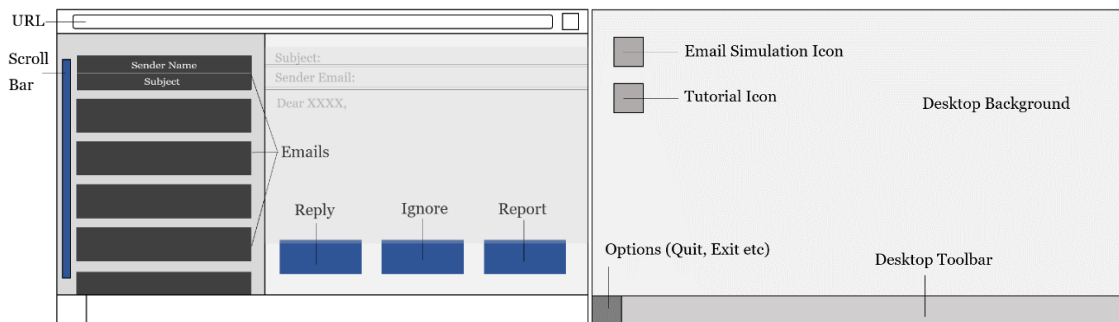 URL
Scroll
Bar
Sender Name
Subject
Subject:
Sender Email:
Dear XXXX,
Emails
Reply
Ignore
Report
Email Simulation Icon
Tutorial Icon
Desktop Background
Options (Quit, Exit etc)
Desktop Toolbar